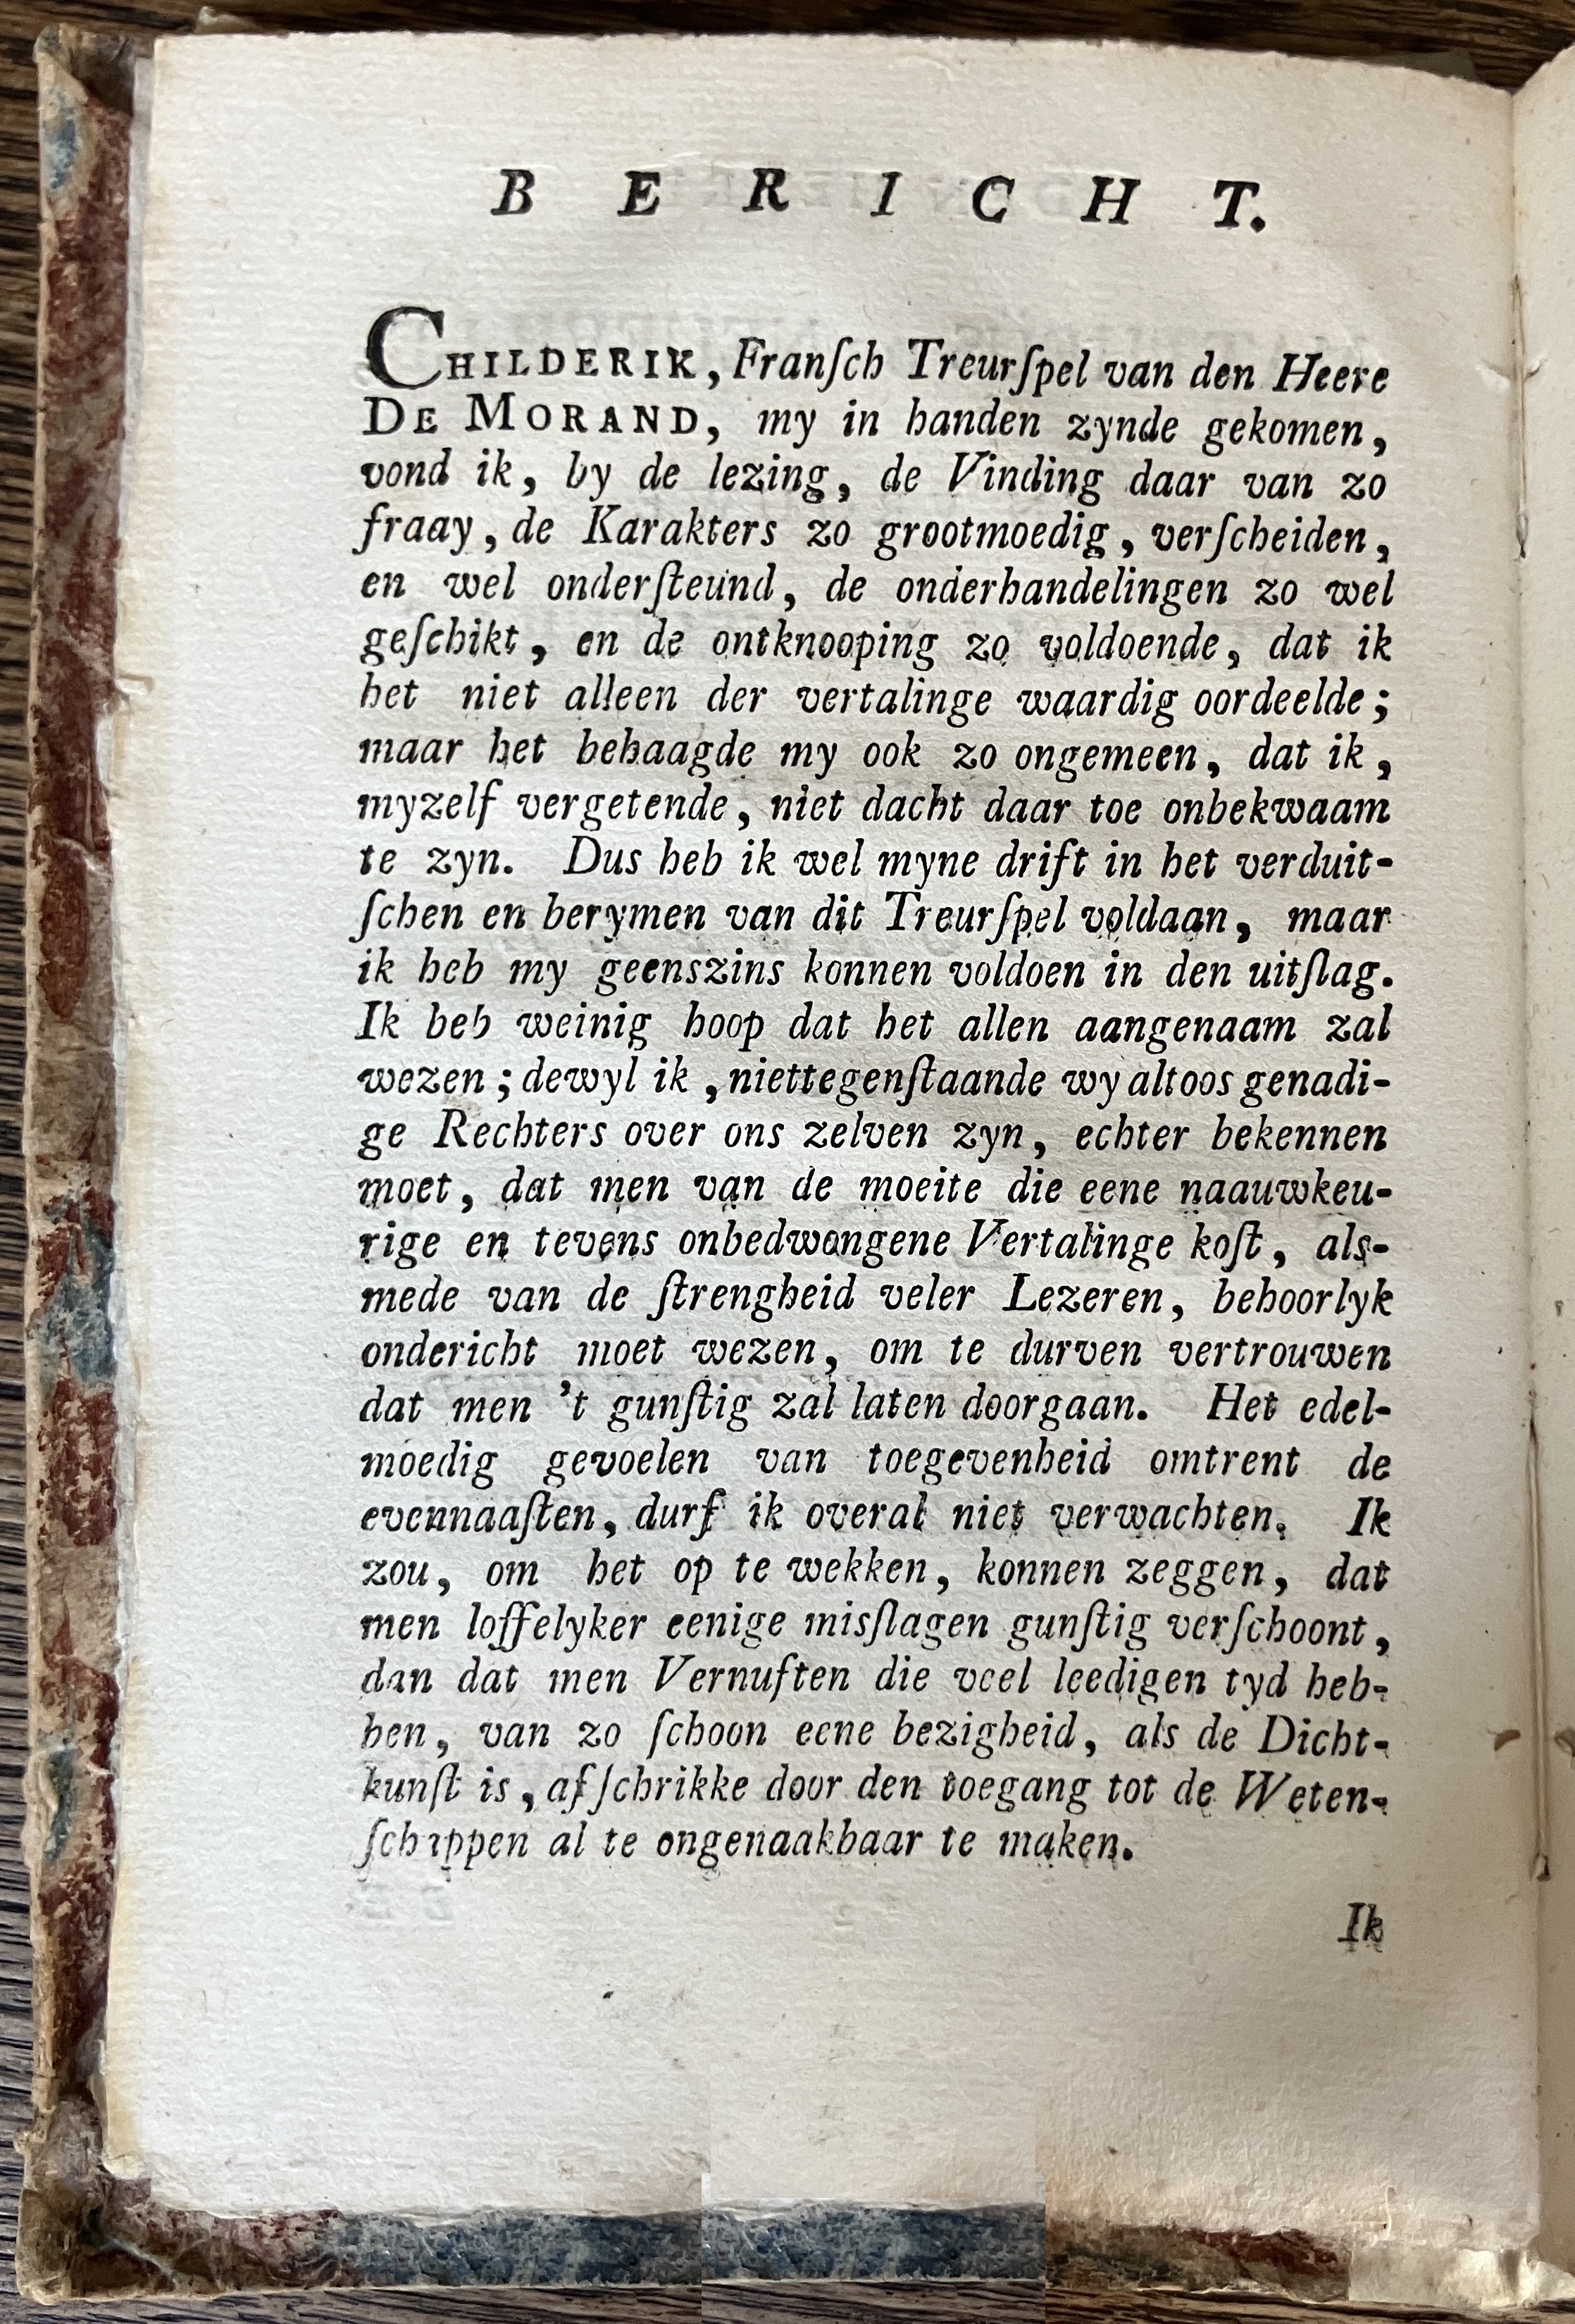 BERICHT.
CHILDERIK, Franſch Treurſpel van den Heere
DE MORAND, my in handen zynde gekomen,
vond ik, by de lezing, de Vinding daar van zo
fraay, de Karakters zo grootmoedig, verſcheiden,
en wel onderſteund, de onderhandelingen zo wel
geſchikt, en de ontknooping zo voldoende, dat ik
het niet alleen der vertalinge waardig oordeelde;
maar het behaagde my ook zo ongemeen, dat ik,
myzelf vergetende, niet dacht daar toe onbekwaam
te zyn. Dus heb ik wel myne drift in het verduit-
ſchen en berymen van dit Treurſpel voldaan, maar
ik heb my geenszins konnen voldoen in den uitſlag.
Ik heb weinig hoop dat het allen aangenaam zal
wezen; dewyl ik, niettegenſtaande wy altoos genadi-
ge Rechters over ons zelven zyn, echter bekennen
moet, dat men van de moeite die eene naauwkeu-
rige en tevens onbedwongene Vertalinge koſt, als-
mede van de ſtrengheid veler Lezeren, behoorlyk
ondericht moet wezen, om te durven vertrouwen
dat men 't gunſtig zal laten doorgaan. Het edel-
moedig gevoelen van toegevenheid omtrent de
evennaaſten, durf ik overal niet verwachten. Ik
zou, om het op te wekken, konnen zeggen, dat
men loffelyker eenige misſlagen gunſtig verſchoont,
dan dat men Vernuften die veel leedigen tyd heb-
ben, van zo ſchoon eene bezigheid, als de Dicht-
kunſt is, afſchrikke door den toegang tot de Weten-
ſchappen al te ongenaakbaar te maken.
Ik